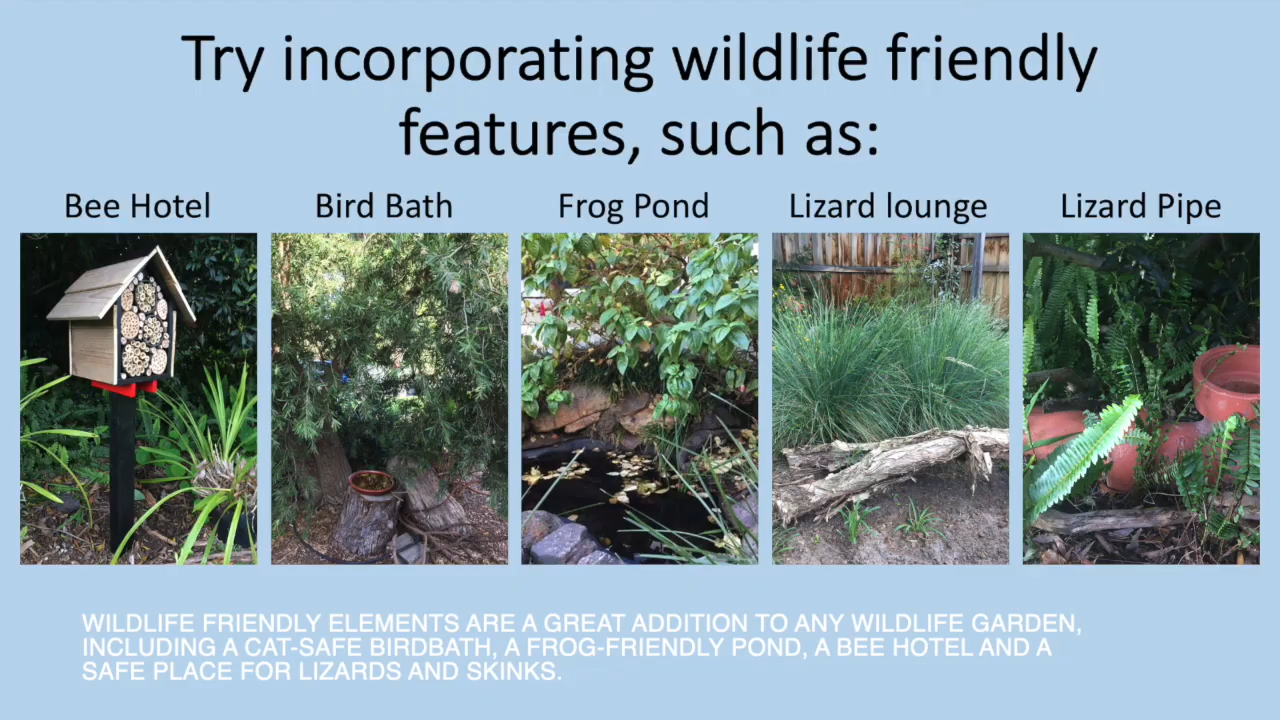 Try incorporating wildlife friendly
features, such as:
Bee Hotel
Bird Bath
Frog Pond
Lizard lounge
Lizard Pipe
WILDLIFE FRIENDLY ELEMENTS ARE A GREAT ADDITION TO ANY WILDLIFE GARDEN,
INCLUDING A CAT-SAFE BIRDBATH, A FROG-FRIENDLY POND, A BEE HOTEL AND A
SAFE PLACE FOR LIZARDS AND SKINKS.